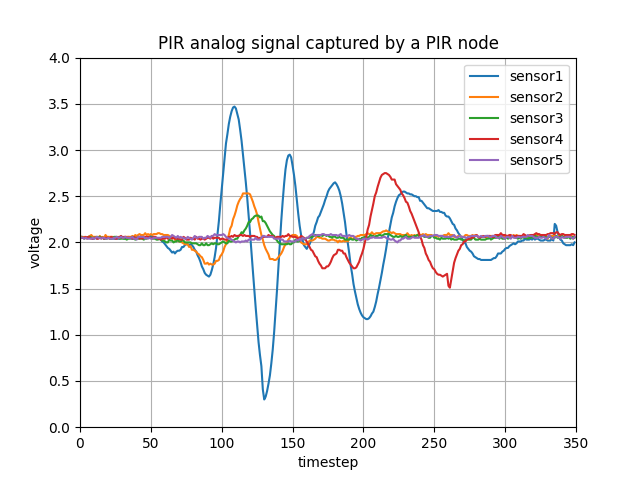 PIR analog signal captured by a PIR node
4.0
3.5
3.0
2.5
2.0
1.5
1.0
0.5
0.0
voltage
sensor1
sensor2
sensor3
sensor4
sensor5
0 50 100 150 200 250 300 350
timestep